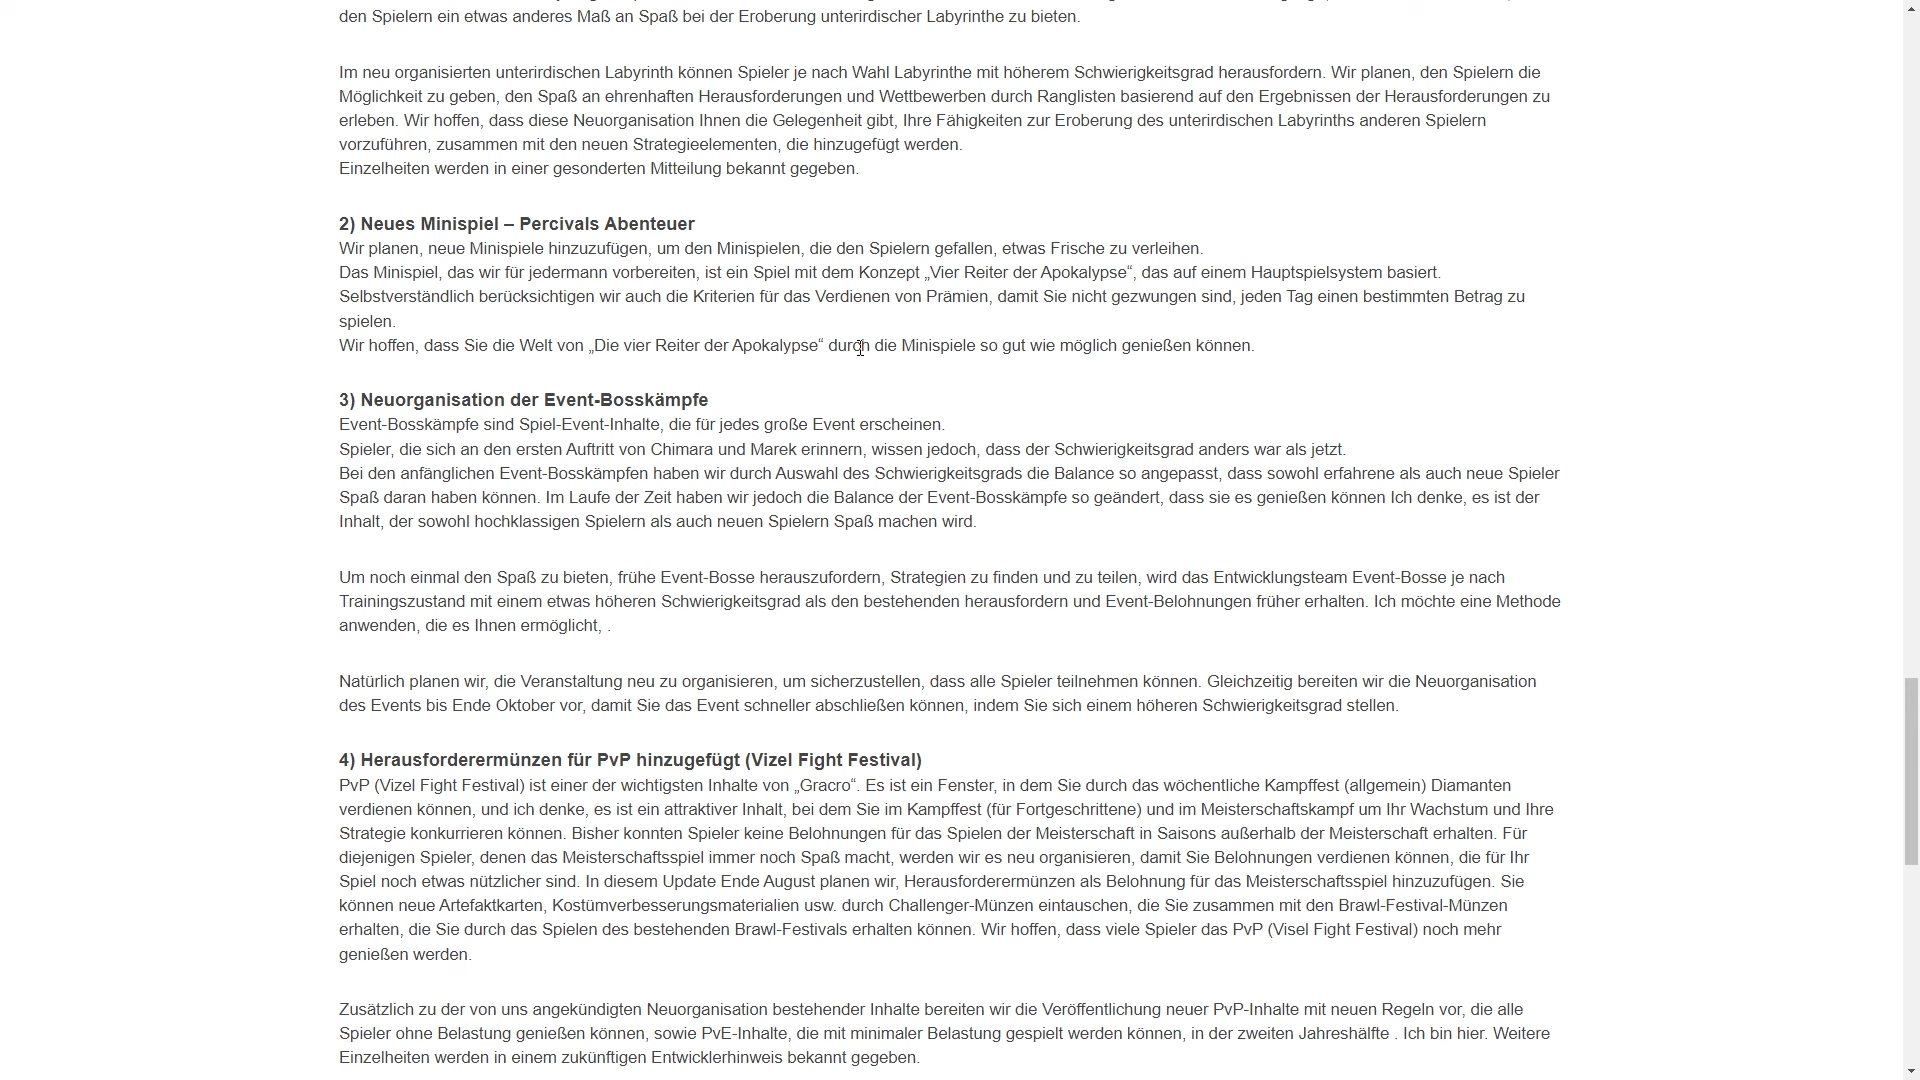 den Spielern ein etwas anderes Maß an Spaß bei der Eroberung unterirdischer Labyrinthe zu bieten.
Im neu organisierten unterirdischen Labyrinth können Spieler je nach Wahl Labyrinthe mit höherem Schwierigkeitsgrad herausfordern. Wir planen, den Spielern die
Möglichkeit zu geben, den Spaß an ehrenhaften Herausforderungen und Wettbewerben durch Ranglisten basierend auf den Ergebnissen der Herausforderungen zu
erleben. Wir hoffen, dass diese Neuorganisation Ihnen die Gelegenheit gibt, Ihre Fähigkeiten zur Eroberung des unterirdischen Labyrinths anderen Spielern
vorzuführen, zusammen mit den neuen Strategieelementen, die hinzugefügt werden.
Einzelheiten werden in einer gesonderten Mitteilung bekannt gegeben.
2) Neues Minispiel – Percivals Abenteuer
Wir planen, neue Minispiele hinzuzufügen, um den Minispielen, die den Spielern gefallen, etwas Frische zu verleihen.
Das Minispiel, das wir für jedermann vorbereiten, ist ein Spiel mit dem Konzept „Vier Reiter der Apokalypse“, das auf einem Hauptspielsystem basiert.
Selbstverständlich berücksichtigen wir auch die Kriterien für das Verdienen von Prämien, damit Sie nicht gezwungen sind, jeden Tag einen bestimmten Betrag zu
spielen.
Wir hoffen, dass Sie die Welt von „Die vier Reiter der Apokalypse“ durch die Minispiele so gut wie möglich genießen können.
3) Neuorganisation der Event-Bosskämpfe
Event-Bosskämpfe sind Spiel-Event-Inhalte, die für jedes große Event erscheinen.
Spieler, die sich an den ersten Auftritt von Chimara und Marek erinnern, wissen jedoch, dass der Schwierigkeitsgrad anders war als jetzt.
Bei den anfänglichen Event-Bosskämpfen haben wir durch Auswahl des Schwierigkeitsgrads die Balance so angepasst, dass sowohl erfahrene als auch neue Spieler
Spaß daran haben können. Im Laufe der Zeit haben wir jedoch die Balance der Event-Bosskämpfe so geändert, dass sie es genießen können Ich denke, es ist der
Inhalt, der sowohl hochklassigen Spielern als auch neuen Spielern Spaß machen wird.
Um noch einmal den Spaß zu bieten, frühe Event-Bosse herauszufordern, Strategien zu finden und zu teilen, wird das Entwicklungsteam Event-Bosse je nach
Trainingszustand mit einem etwas höheren Schwierigkeitsgrad als den bestehenden herausfordern und Event-Belohnungen früher erhalten. Ich möchte eine Methode
anwenden, die es Ihnen ermöglicht, .
Natürlich planen wir, die Veranstaltung neu zu organisieren, um sicherzustellen, dass alle Spieler teilnehmen können. Gleichzeitig bereiten wir die Neuorganisation
des Events bis Ende Oktober vor, damit Sie das Event schneller abschließen können, indem Sie sich einem höheren Schwierigkeitsgrad stellen.
4) Herausforderermünzen für PvP hinzugefügt (Vizel Fight Festival)
PvP (Vizel Fight Festival) ist einer der wichtigsten Inhalte von „Gracro“. Es ist ein Fenster, in dem Sie durch das wöchentliche Kampffest (allgemein) Diamanten
verdienen können, und ich denke, es ist ein attraktiver Inhalt, bei dem Sie im Kampffest (für Fortgeschrittene) und im Meisterschaftskampf um Ihr Wachstum und Ihre
Strategie konkurrieren können. Bisher konnten Spieler keine Belohnungen für das Spielen der Meisterschaft in Saisons außerhalb der Meisterschaft erhalten. Für
diejenigen Spieler, denen das Meisterschaftsspiel immer noch Spaß macht, werden wir es neu organisieren, damit Sie Belohnungen verdienen können, die für Ihr
Spiel noch etwas nützlicher sind. In diesem Update Ende August planen wir, Herausforderermünzen als Belohnung für das Meisterschaftsspiel hinzuzufügen. Sie
können neue Artefaktkarten, Kostümverbesserungsmaterialien usw. durch Challenger-Münzen eintauschen, die Sie zusammen mit den Brawl-Festival-Münzen
erhalten, die Sie durch das Spielen des bestehenden Brawl-Festivals erhalten können. Wir hoffen, dass viele Spieler das PvP (Visel Fight Festival) noch mehr
genießen werden.
Zusätzlich zu der von uns angekündigten Neuorganisation bestehender Inhalte bereiten wir die Veröffentlichung neuer PvP-Inhalte mit neuen Regeln vor, die alle
Spieler ohne Belastung genießen können, sowie PvE-Inhalte, die mit minimaler Belastung gespielt werden können, in der zweiten Jahreshälfte . Ich bin hier. Weitere
Einzelheiten werden in einem zukünftigen Entwicklerhinweis bekannt gegeben.